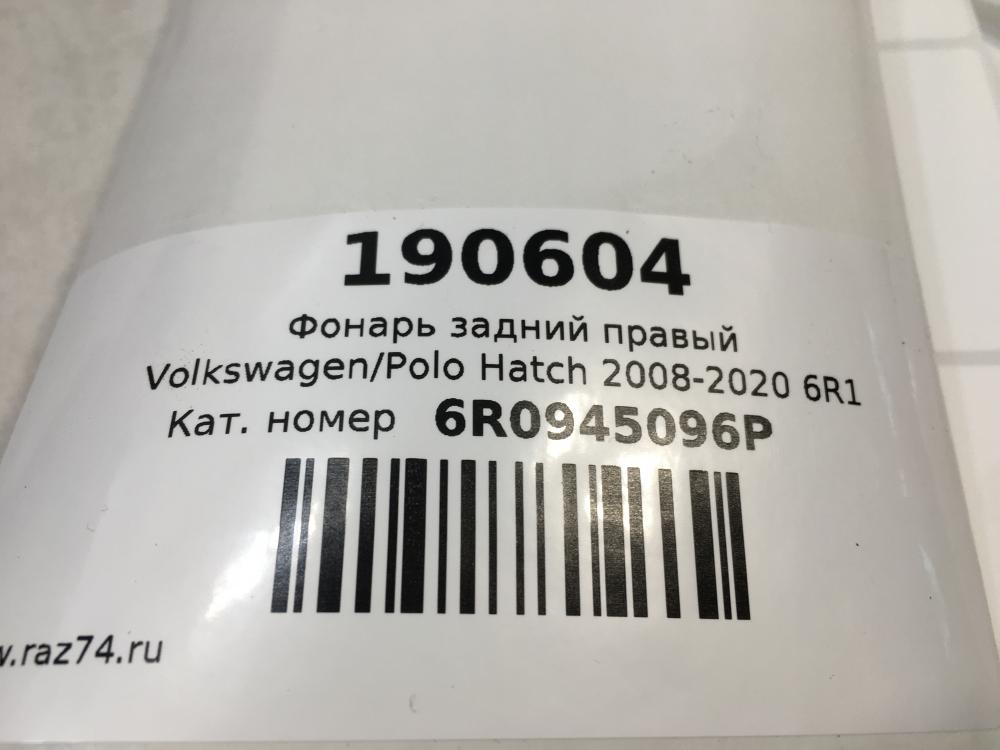 190604
Фонарь задний правый
Volkswagen/Polo Hatch 2008-2020 6R1
Кат. номер 6R0945096P
w.raz74.ru